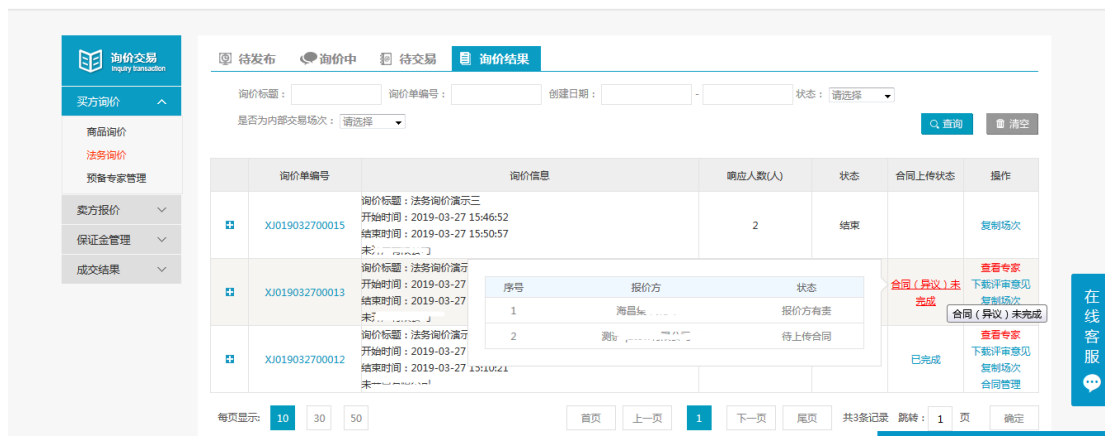 询价交易
Inquiry transaction
买方询价
商品询价
法务询价
预备专家管理
卖方报价
保证金管理
成交结果
待发布 询价中 待交易 询价结果
询价标题： 询价单编号： 创建日期： - 状态： 请选择
是否为内部交易场次： 请选择 查询 清空
询价单编号 询价信息 响应人数(人) 状态 合同上传状态 操作
询价标题：法务询价演示三
开始时间：2019-03-27 15:46:52
XJ019032700015 2 结束 复制场次
结束时间：2019-03-27 15:50:57
询价标题：法务询价演示
开始时间：2019-03-27
XJ019032700013
结束时间：2019-03-27
合同（异议）未
完成
查看专家
下载评审意见
复制场次
合同（异议）未完成
序号 报价方 状态
1 海昌集 报价方有责
2 待上传合同
询价标题：法务询价演示
开始时间：2019-03-27
XJ019032700012 已完成
结束时间：2019-03-27 15:10:21
查看专家
下载评审意见
复制场次
合同管理
每页显示: 10 30 50 首页 上一页 1 下一页 尾页 共3条记录 跳转： 1 页 确定
在线客服